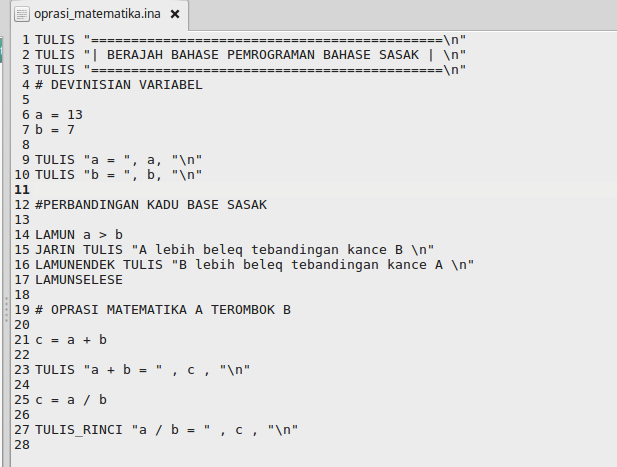 oprasi_matematika.ina ×
1 TULIS "============================================\n"
2 TULIS "| BERAJAH BAHASE PEMROGRAMAN BAHASE SASAK | \n"
3 TULIS "============================================\n"
4 # DEVINISIAN VARIABEL
5
6 a = 13
7 b = 7
8
9 TULIS "a = ", a, "\n"
10 TULIS "b = ", b, "\n"
11
12 #PERBANDINGAN KADU BASE SASAK
13
14 LAMUN a > b
15 JARIN TULIS "A lebih beleq tebandingan kance B \n"
16 LAMUNENDEK TULIS "B lebih beleq tebandingan kance A \n"
17 LAMUNSELESE
18
19 # OPRASI MATEMATIKA A TEROMBOK B
20
21 c = a + b
22
23 TULIS "a + b = " , c , "\n"
24
25 c = a / b
26
27 TULIS_RINCI "a / b = " , c , "\n"
28